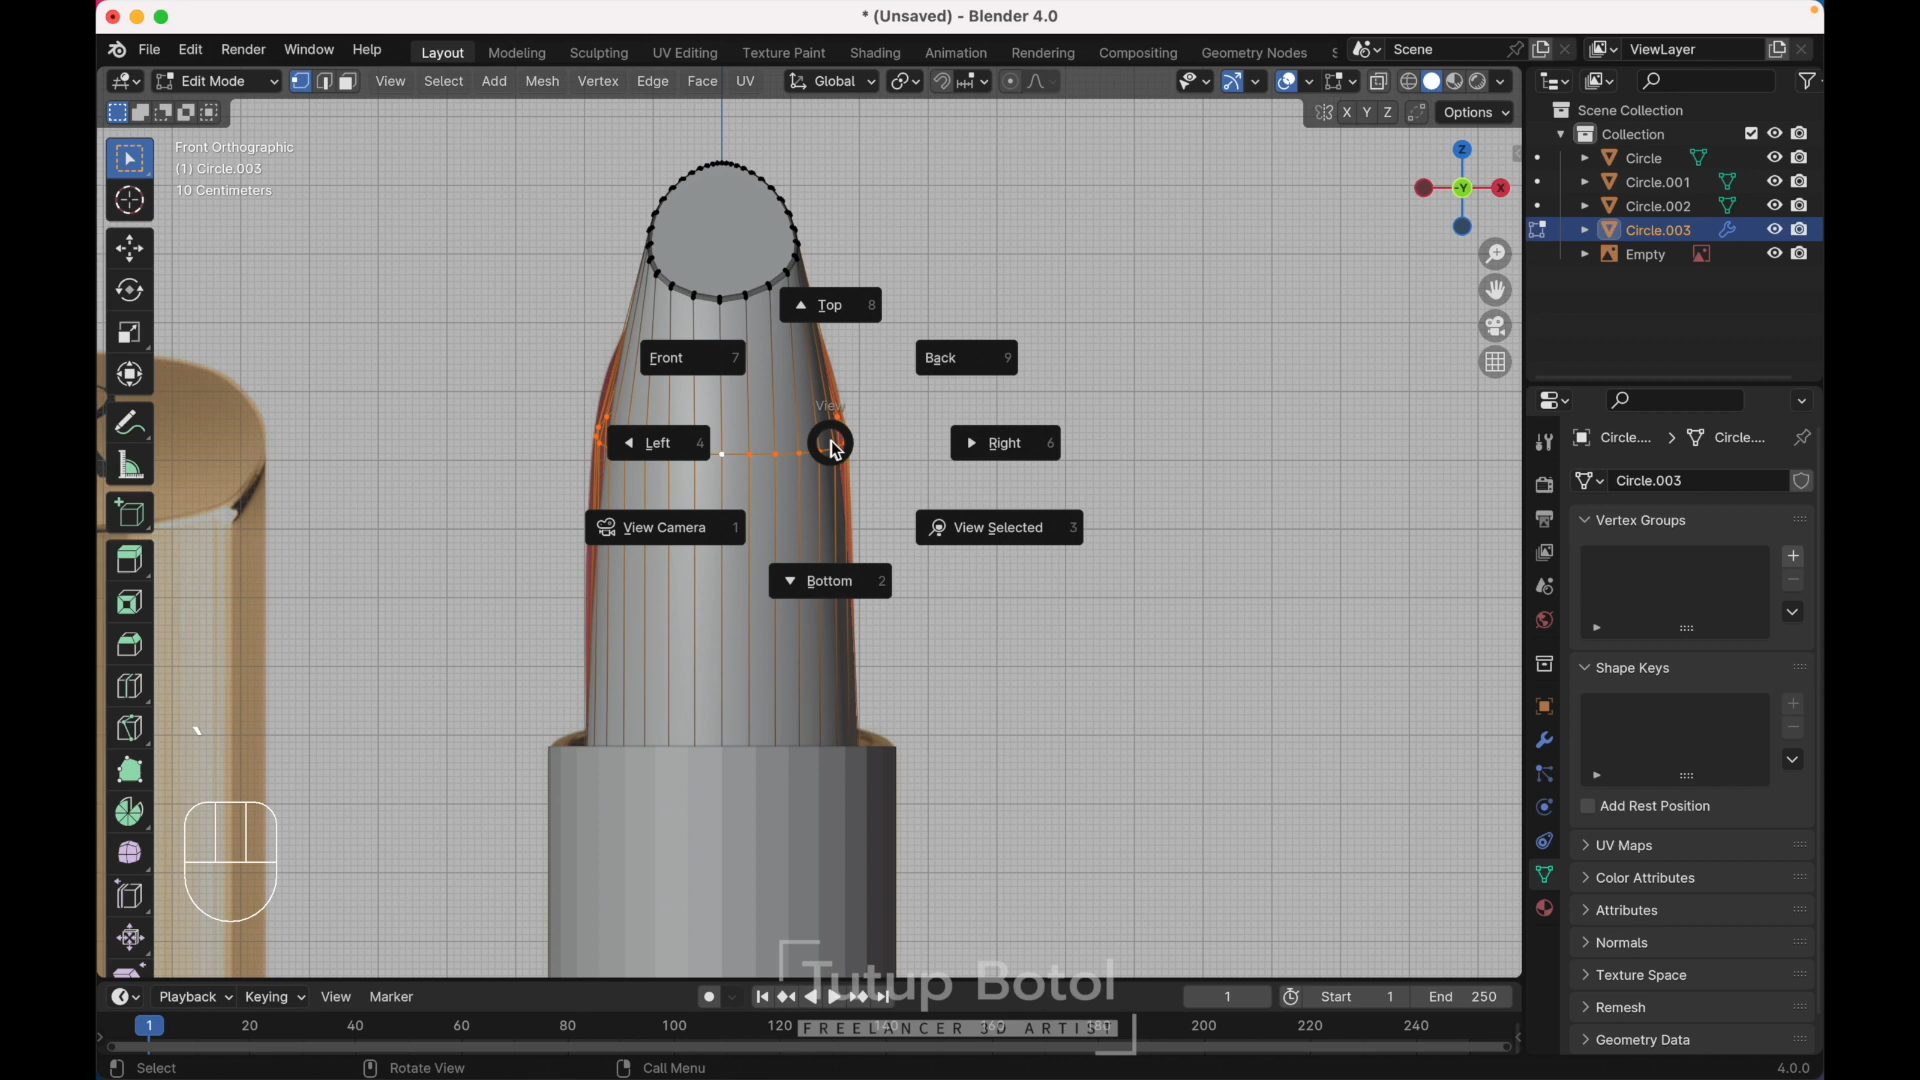 * (Unsaved) - Blender 4.0
File Edit Render Window Help Layout Modeling Sculpting UV Editing Texture Paint Shading Animation Rendering Compositing Geometry Nodes Scene ViewLayer
Edit Mode View Select Add Mesh Vertex Edge Face UV Global
X Y Z Options
Front Orthographic
(1) Circle.003
10 Centimeters
Z
-Y X
Scene Collection
Collection
Circle
Circle.001
Circle.002
Circle.003
Empty
Top 8
Front 7
Back 9
View
Left 4
Right 6
View Camera 1
View Selected 3
Bottom 2
Circle.... Circle....
Circle.003
Vertex Groups
Shape Keys
Add Rest Position
UV Maps
Color Attributes
Attributes
Normals
Texture Space
Remesh
Geometry Data
Tutup Botol
FREELANCER 3D ARTIST
Playback Keying View Marker 1 Start 1 End 250
1 20 40 60 80 100 120 140 160 180 200 220 240
Select Rotate View Call Menu 4.0.0